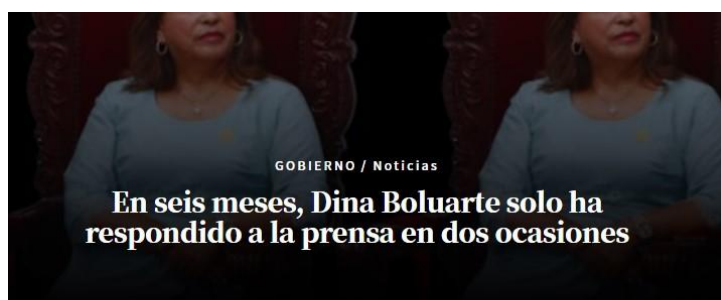 GOBIERNO / Noticias
En seis meses, Dina Boluarte solo ha
respondido a la prensa en dos ocasiones